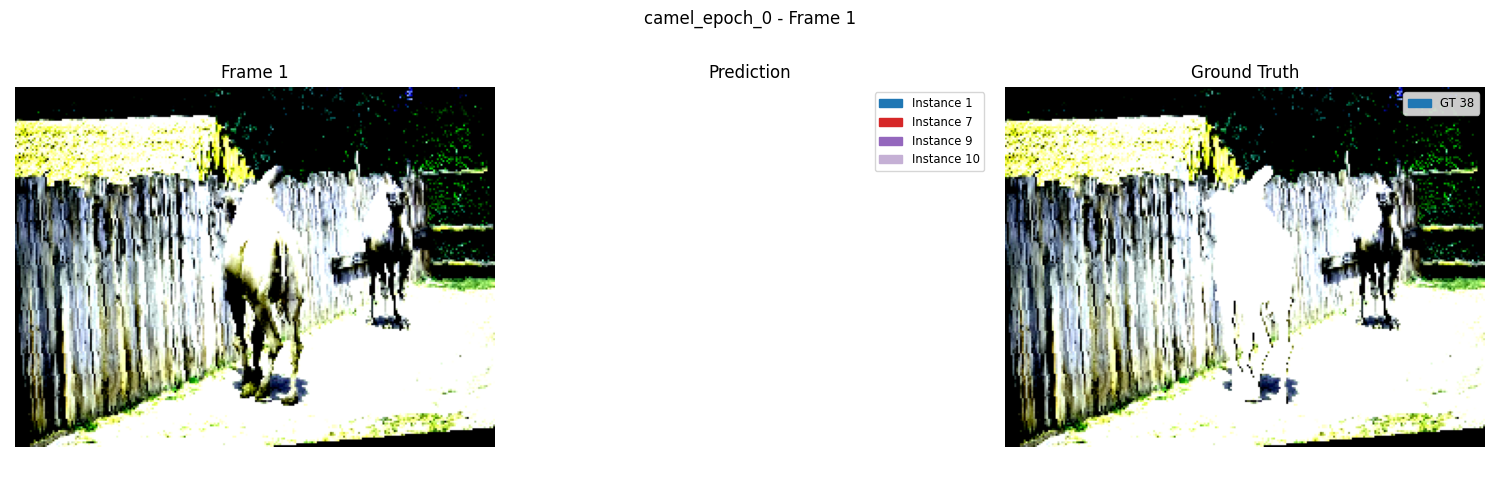 camel_epoch_0 - Frame 1
Frame 1
Prediction
Ground Truth
Instance 1
Instance 7
Instance 9
Instance 10
GT 38